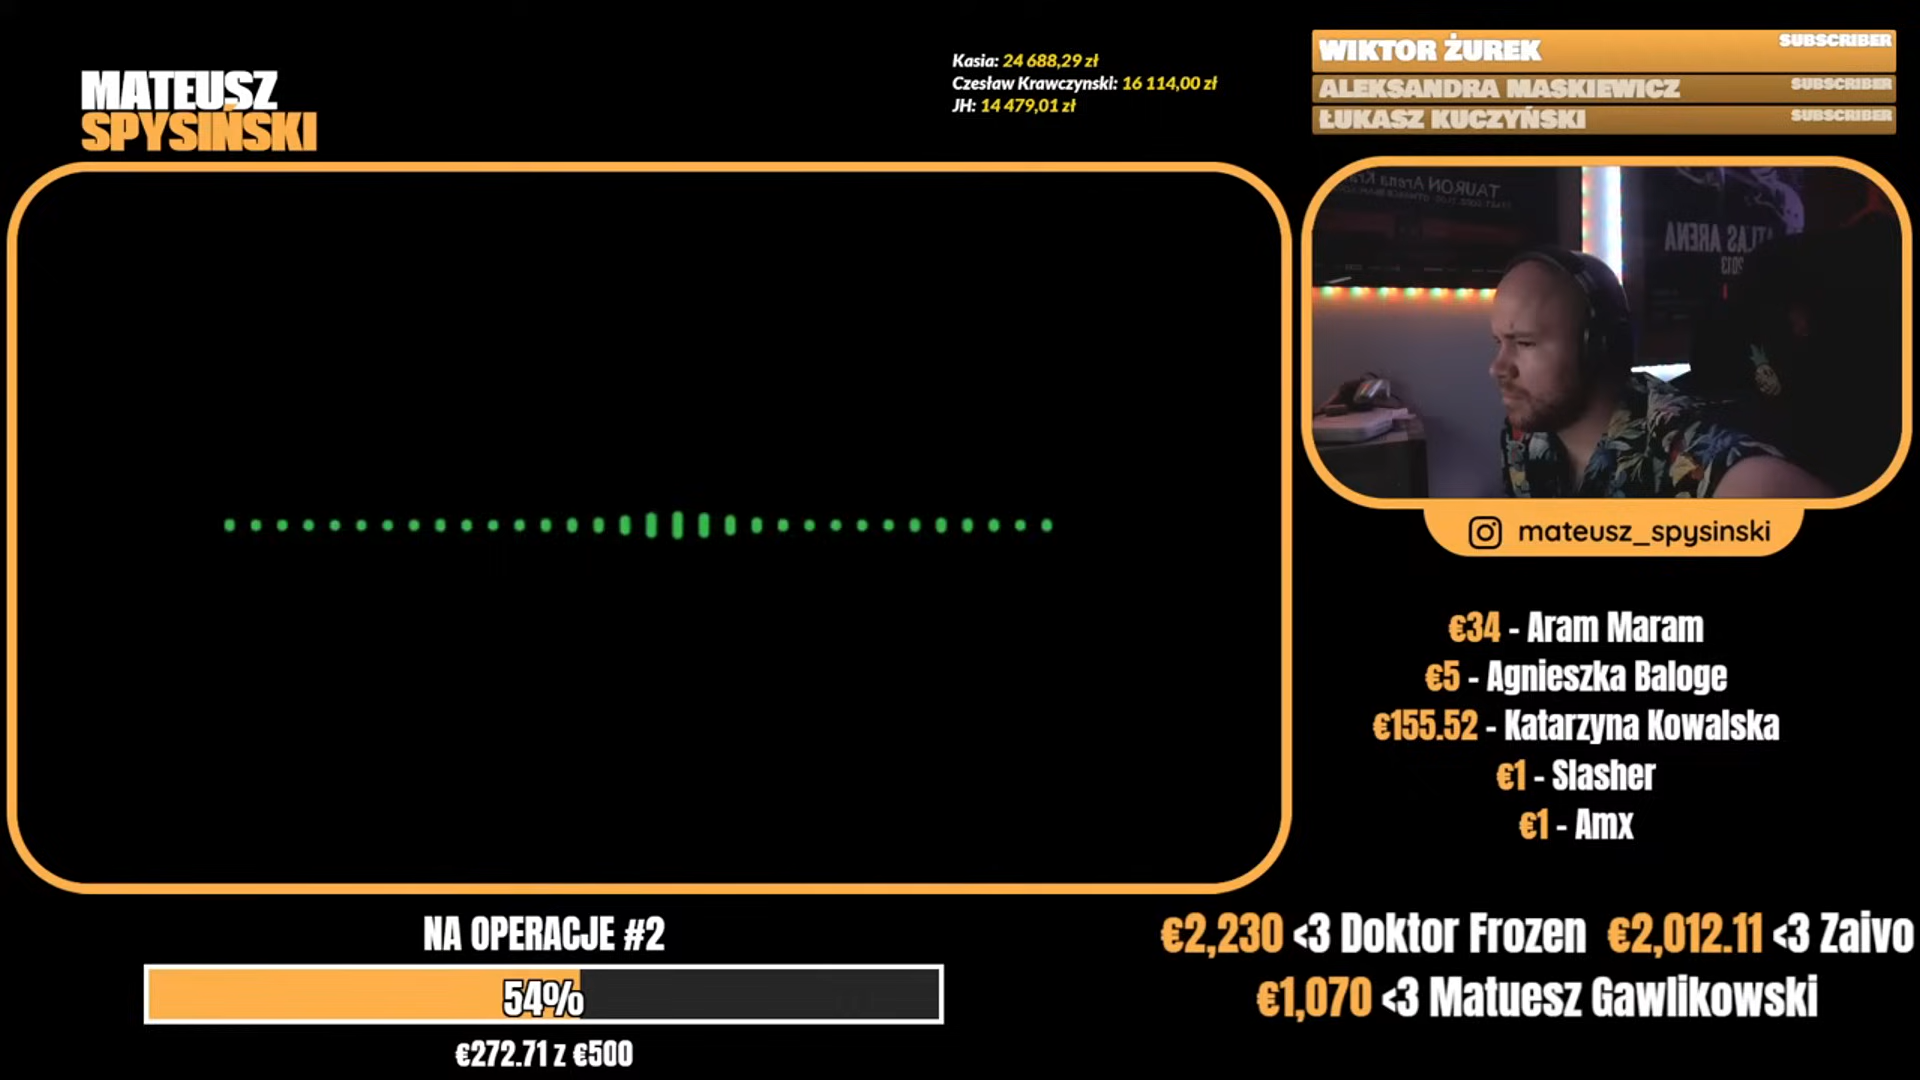 MATEUSZ
SPYSIŃSKI
Kasia: 24 688,29 zł
Czesław Krawczynski: 16 114,00 zł
JH: 14 479,01 zł
WIKTOR ŻUREK SUBSCRIBER
ALEKSANDRA MASKIEWICZ SUBSCRIBER
ŁUKASZ KUCZYŃSKI SUBSCRIBER
TAURON Arena
ATLAS ARENA
2013
mateusz_spysinski
€34 - Aram Maram
€5 - Agnieszka Baloge
€155.52 - Katarzyna Kowalska
€1 - Slasher
€1 - Amx
NA OPERACJE #2
54%
€272.71 z €500
€2,230 <3 Doktor Frozen €2,012.11 <3 Zaivo
€1,070 <3 Matuesz Gawlikowski